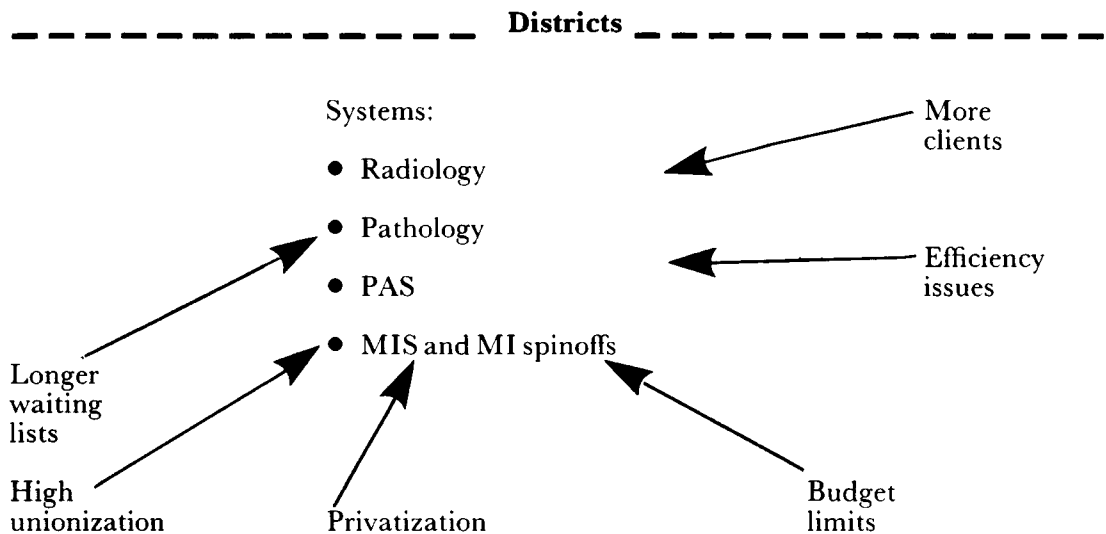 Districts
Systems:
More
clients
● Radiology
● Pathology
Efficiency
issues
● PAS
● MIS and MI spinoffs
Longer
waiting
lists
High
unionization
Privatization
Budget
limits